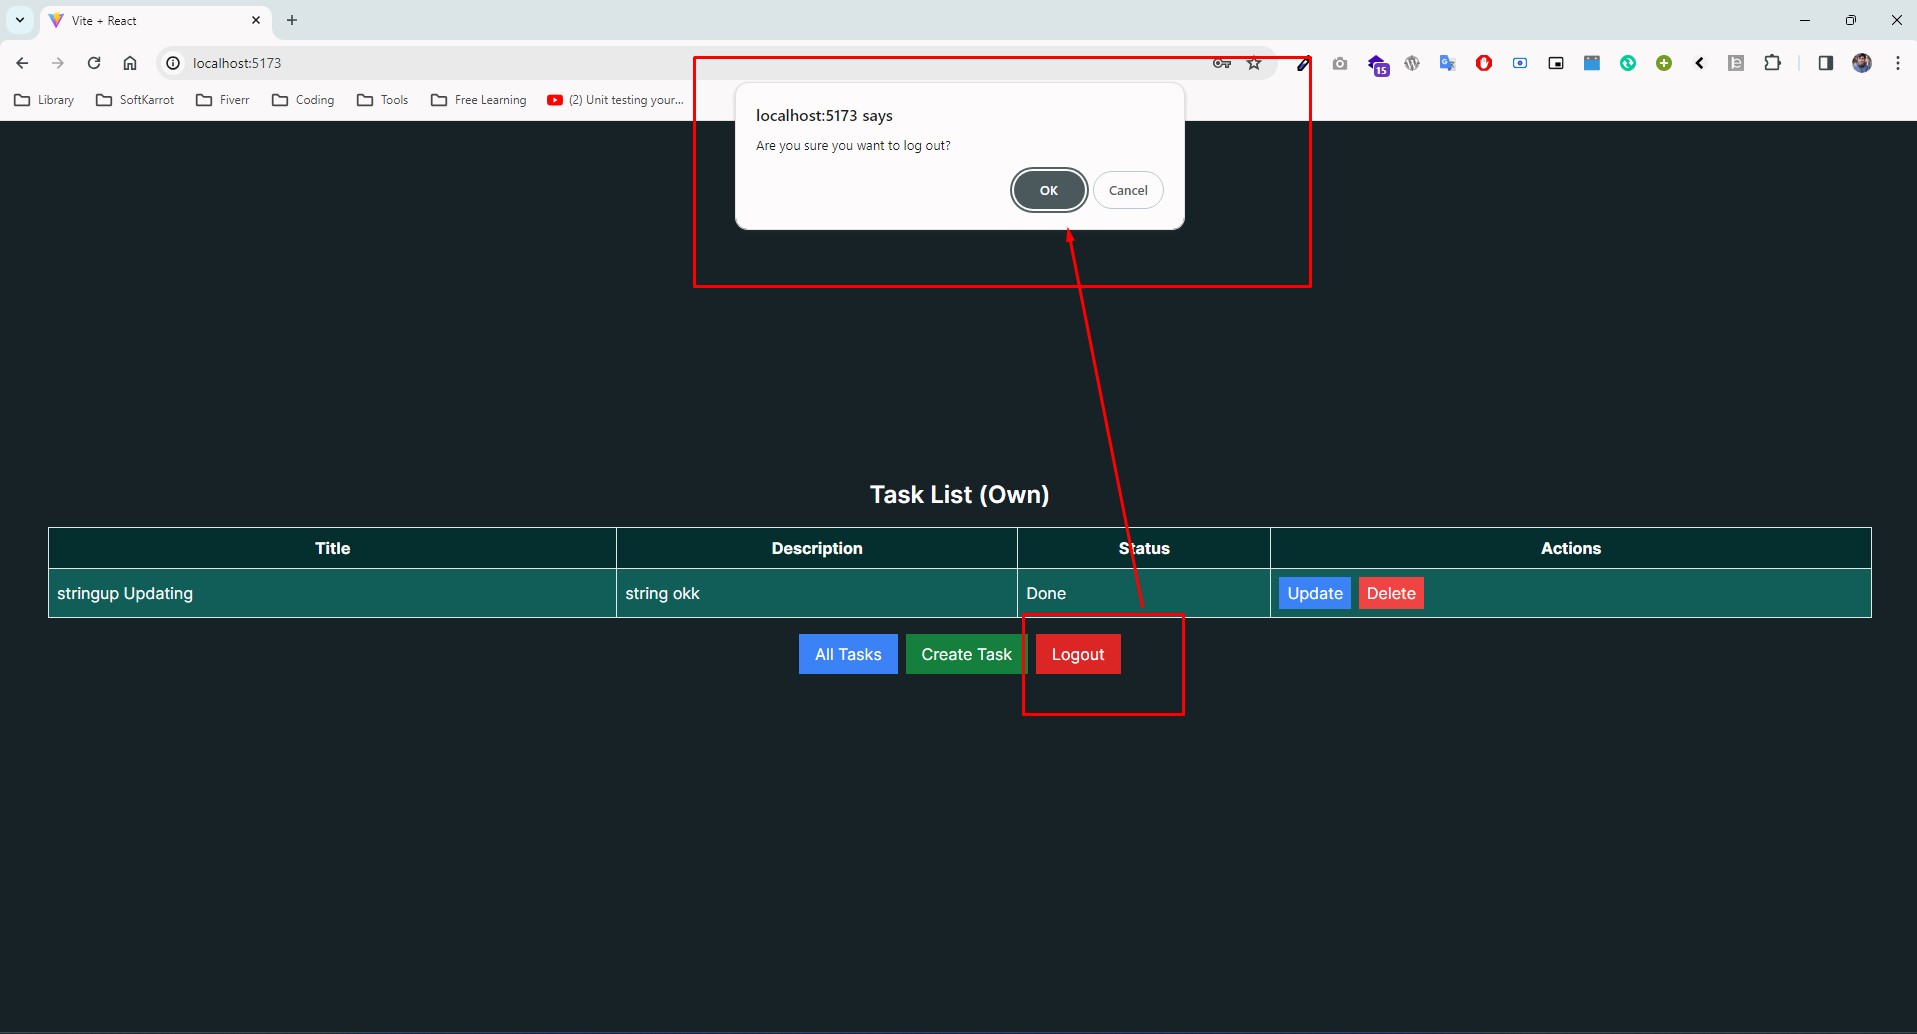 Vite + React
localhost:5173
15
Library SoftKarrot Fiverr Coding Tools Free Learning (2) Unit testing your...
localhost:5173 says
Are you sure you want to log out?
OK Cancel
Task List (Own)
Title Description Status Actions
stringup Updating string okk Done Update Delete
All Tasks Create Task Logout